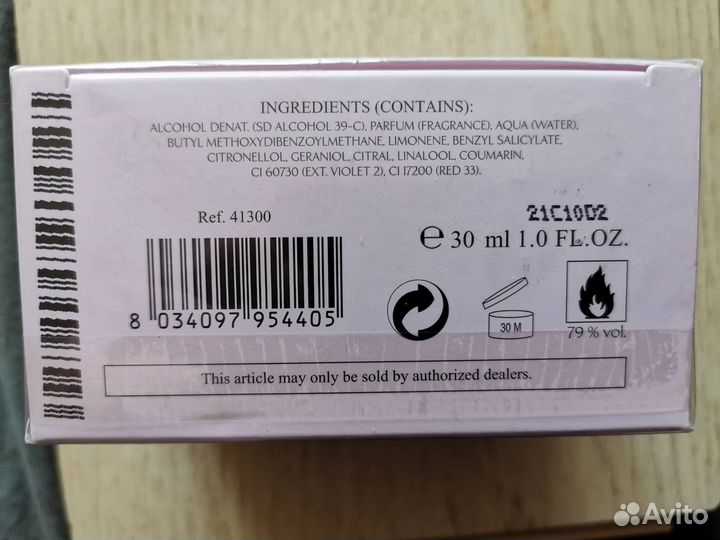 INGREDIENTS (CONTAINS):
ALCOHOL DENAT. (SD ALCOHOL 39-C), PARFUM (FRAGRANCE), AQUA (WATER),
BUTYL METHOXYDIBENZOYLMETHANE, LIMONENE, BENZYL SALICYLATE,
CITRONELLOL, GERANIOL, CITRAL, LINALOOL, COUMARIN,
CI 60730 (EXT. VIOLET 2), CI 17200 (RED 33).
Ref. 41300
21C10D2
e 30 ml 1.0 FL.OZ.
8 034097 954405
30 M
79 % vol.
This article may only be sold by authorized dealers.
Avito